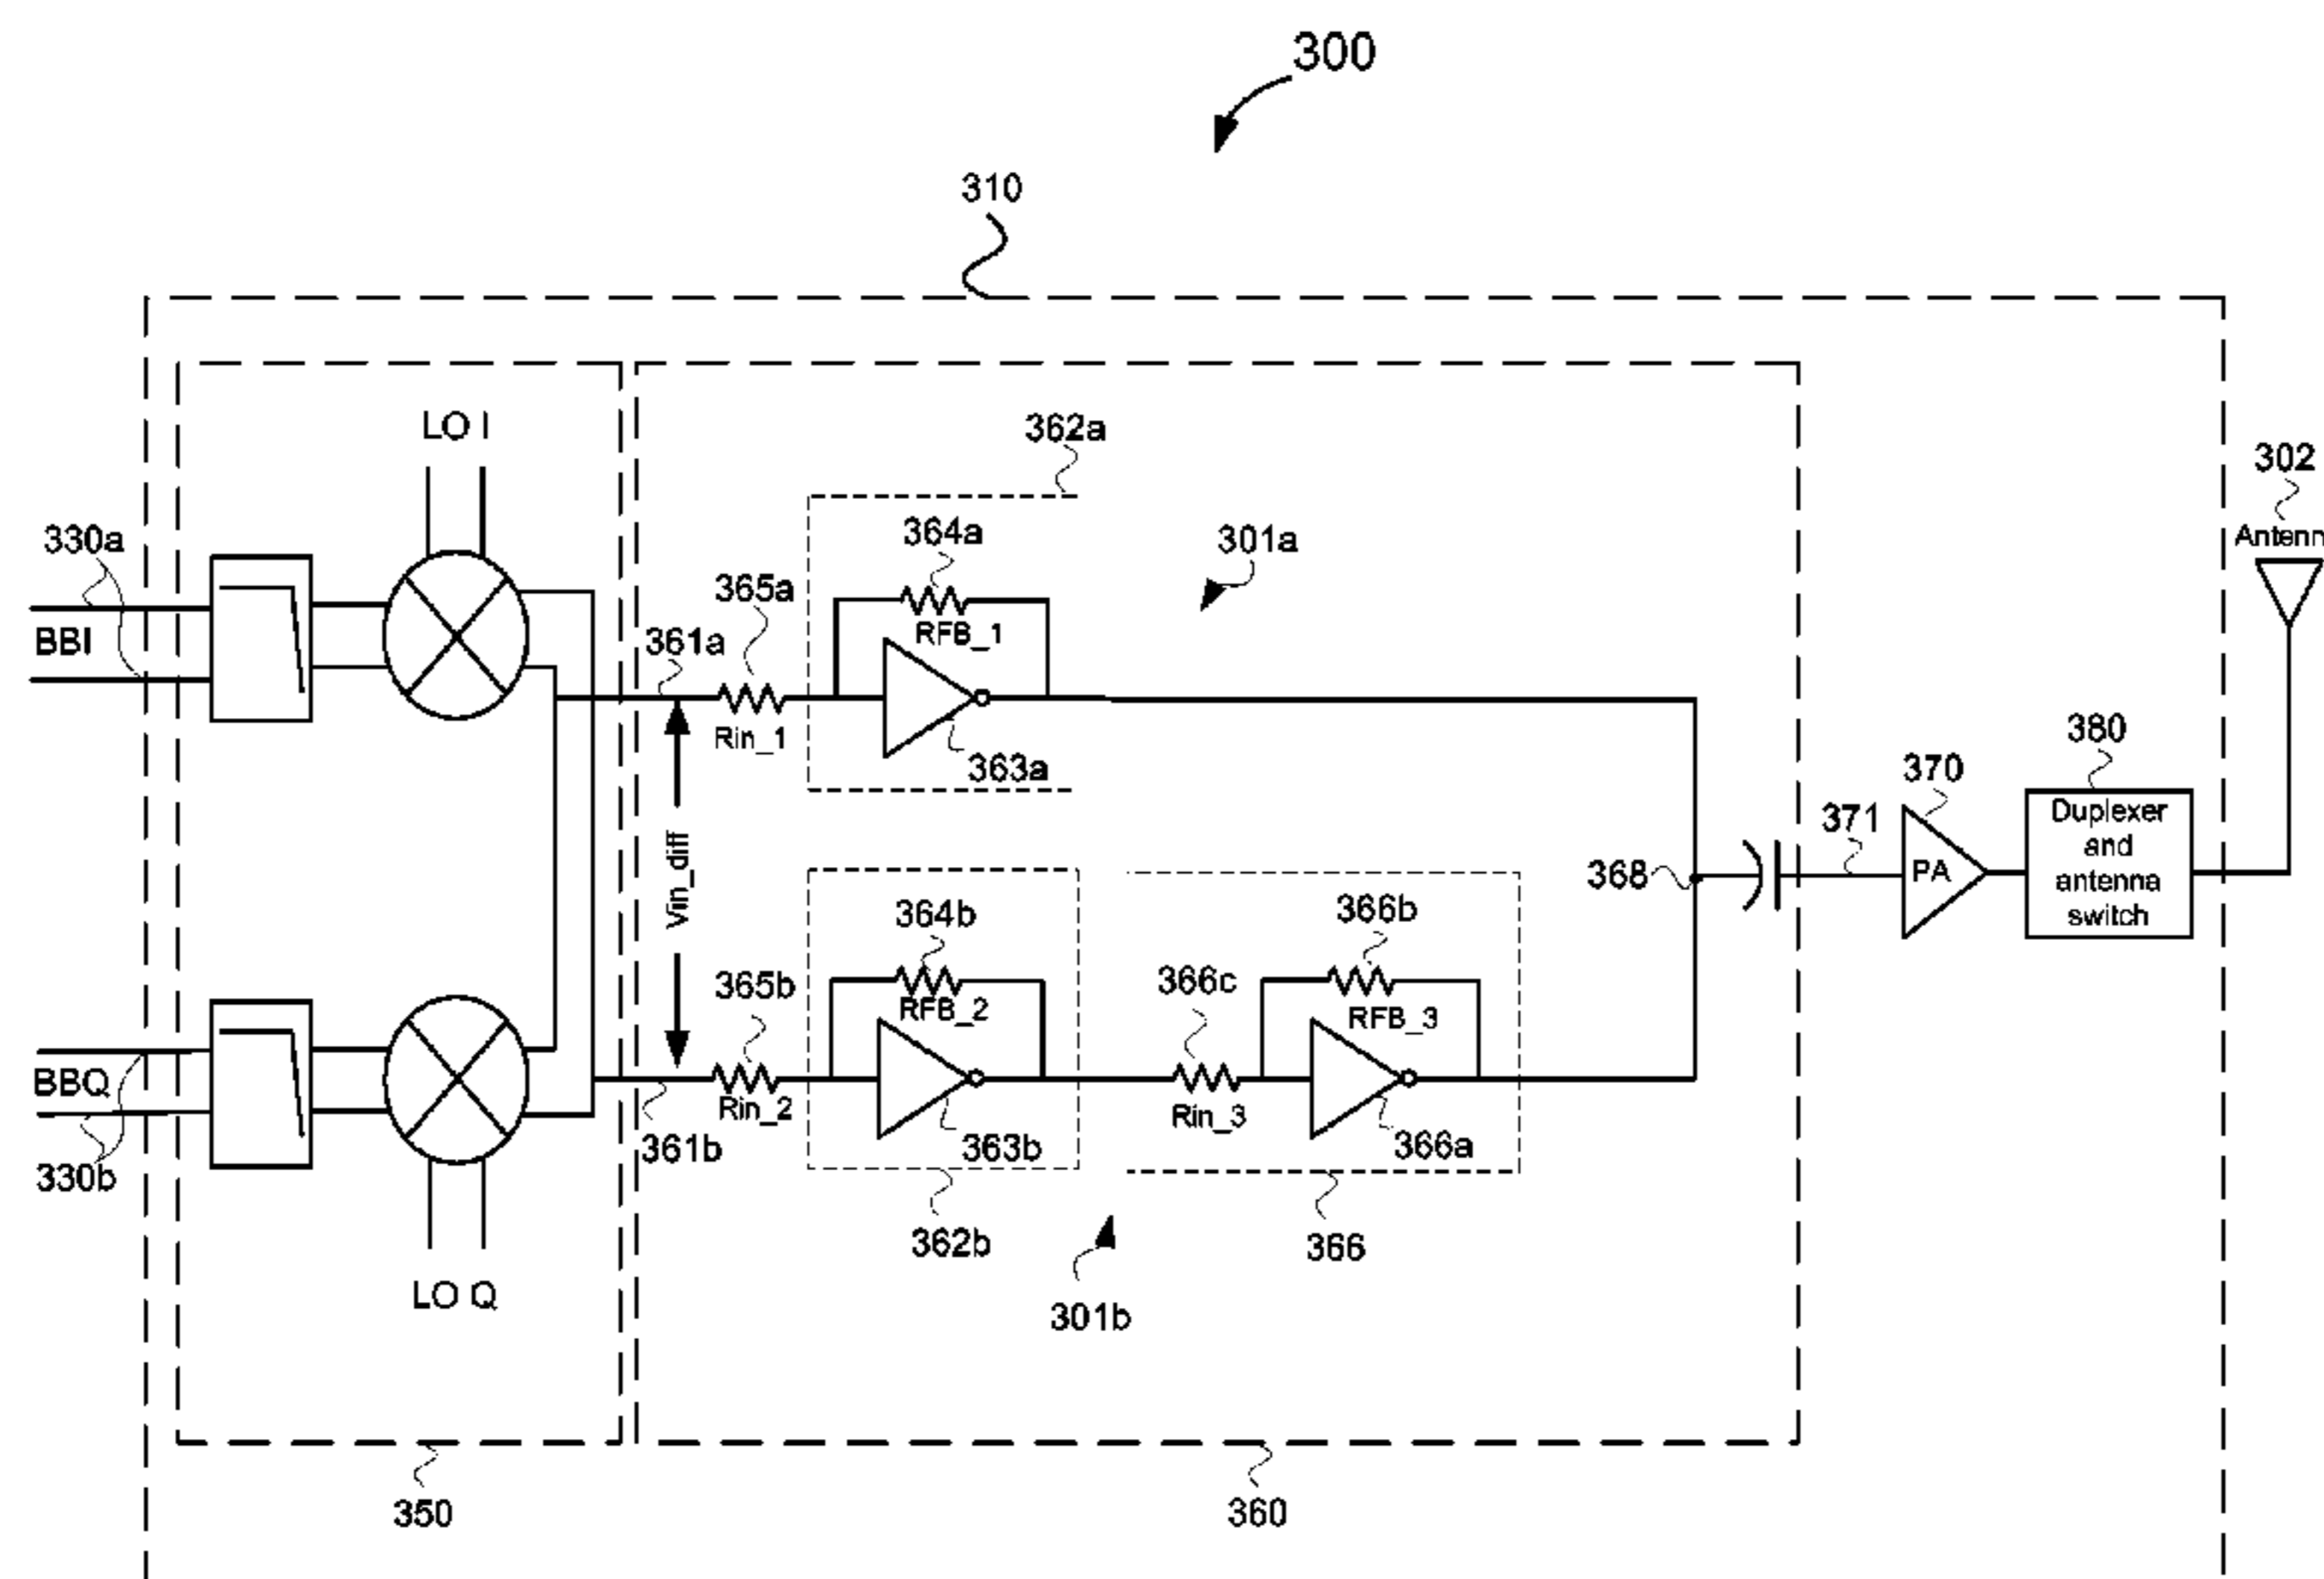 300
310
LO I
362a
302
330a
364a
301a
Antenn
365a
RFB_1
361a
BBI
Rin_1
363a
380
370
Duplexer
and
antenna
switch
371
PA
368
Vin_diff
364b
366b
365b
366c
RFB_2
RFB_3
BBQ
Rin_2
Rin_3
361b
363b
366a
330b
362b
366
LO Q
301b
350
360